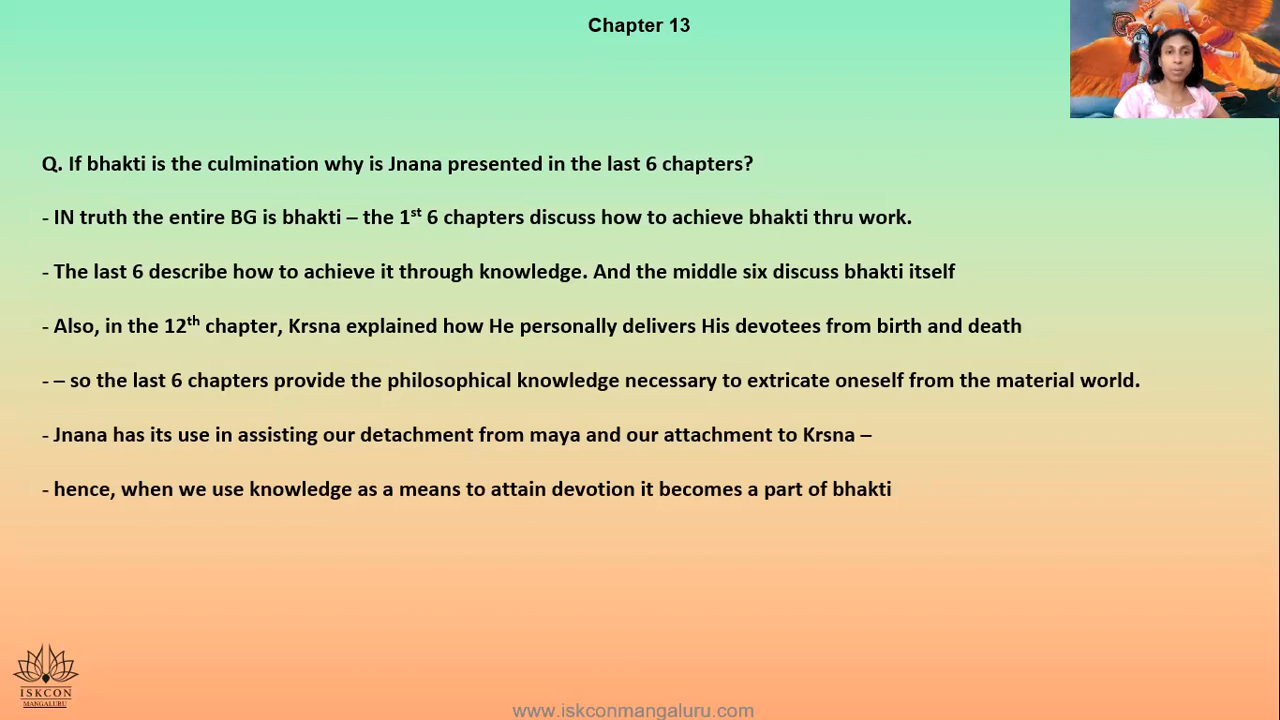 Chapter 13
Q. If bhakti is the culmination why is Jnana presented in the last 6 chapters?
- IN truth the entire BG is bhakti – the 1st 6 chapters discuss how to achieve bhakti thru work.
- The last 6 describe how to achieve it through knowledge. And the middle six discuss bhakti itself
- Also, in the 12th chapter, Krsna explained how He personally delivers His devotees from birth and death
- – so the last 6 chapters provide the philosophical knowledge necessary to extricate oneself from the material world.
- Jnana has its use in assisting our detachment from maya and our attachment to Krsna –
- hence, when we use knowledge as a means to attain devotion it becomes a part of bhakti
ISKCON
MANGALURU
www.iskconmangaluru.com